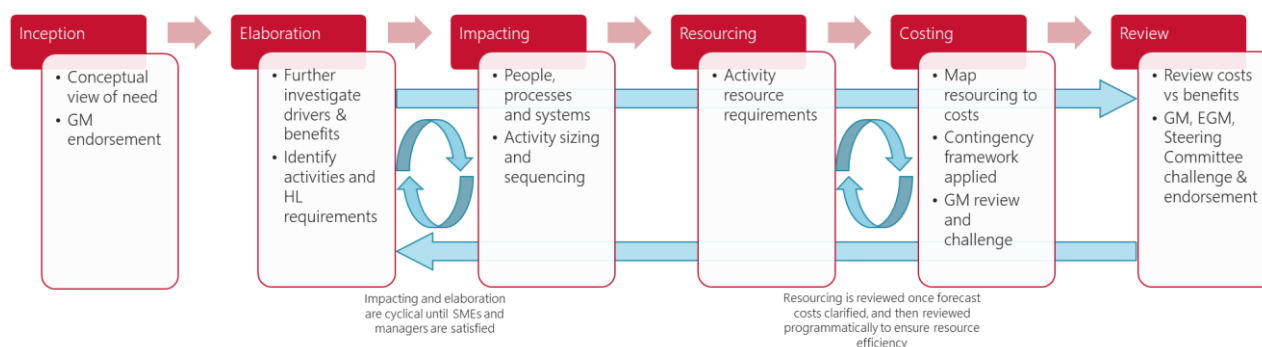 Inception
Elaboration
Impacting
Resourcing
Costing
Review
• Conceptual
view of need
• GM
endorsement
• Further
investigate
drivers &
benefits
• Identify
activities and
HL
requirements
• People,
processes
and systems
• Activity sizing
and
sequencing
• Activity
resource
requirements
• Map
resourcing to
costs
• Contingency
framework
applied
• GM review
and
challenge
• Review costs
vs benefits
• GM, EGM,
Steering
Committee
challenge &
endorsement
Impacting and elaboration
are cyclical until SMEs and
managers are satisfied
Resourcing is reviewed once forecast
costs clarified, and then reviewed
programmatically to ensure resource
efficiency